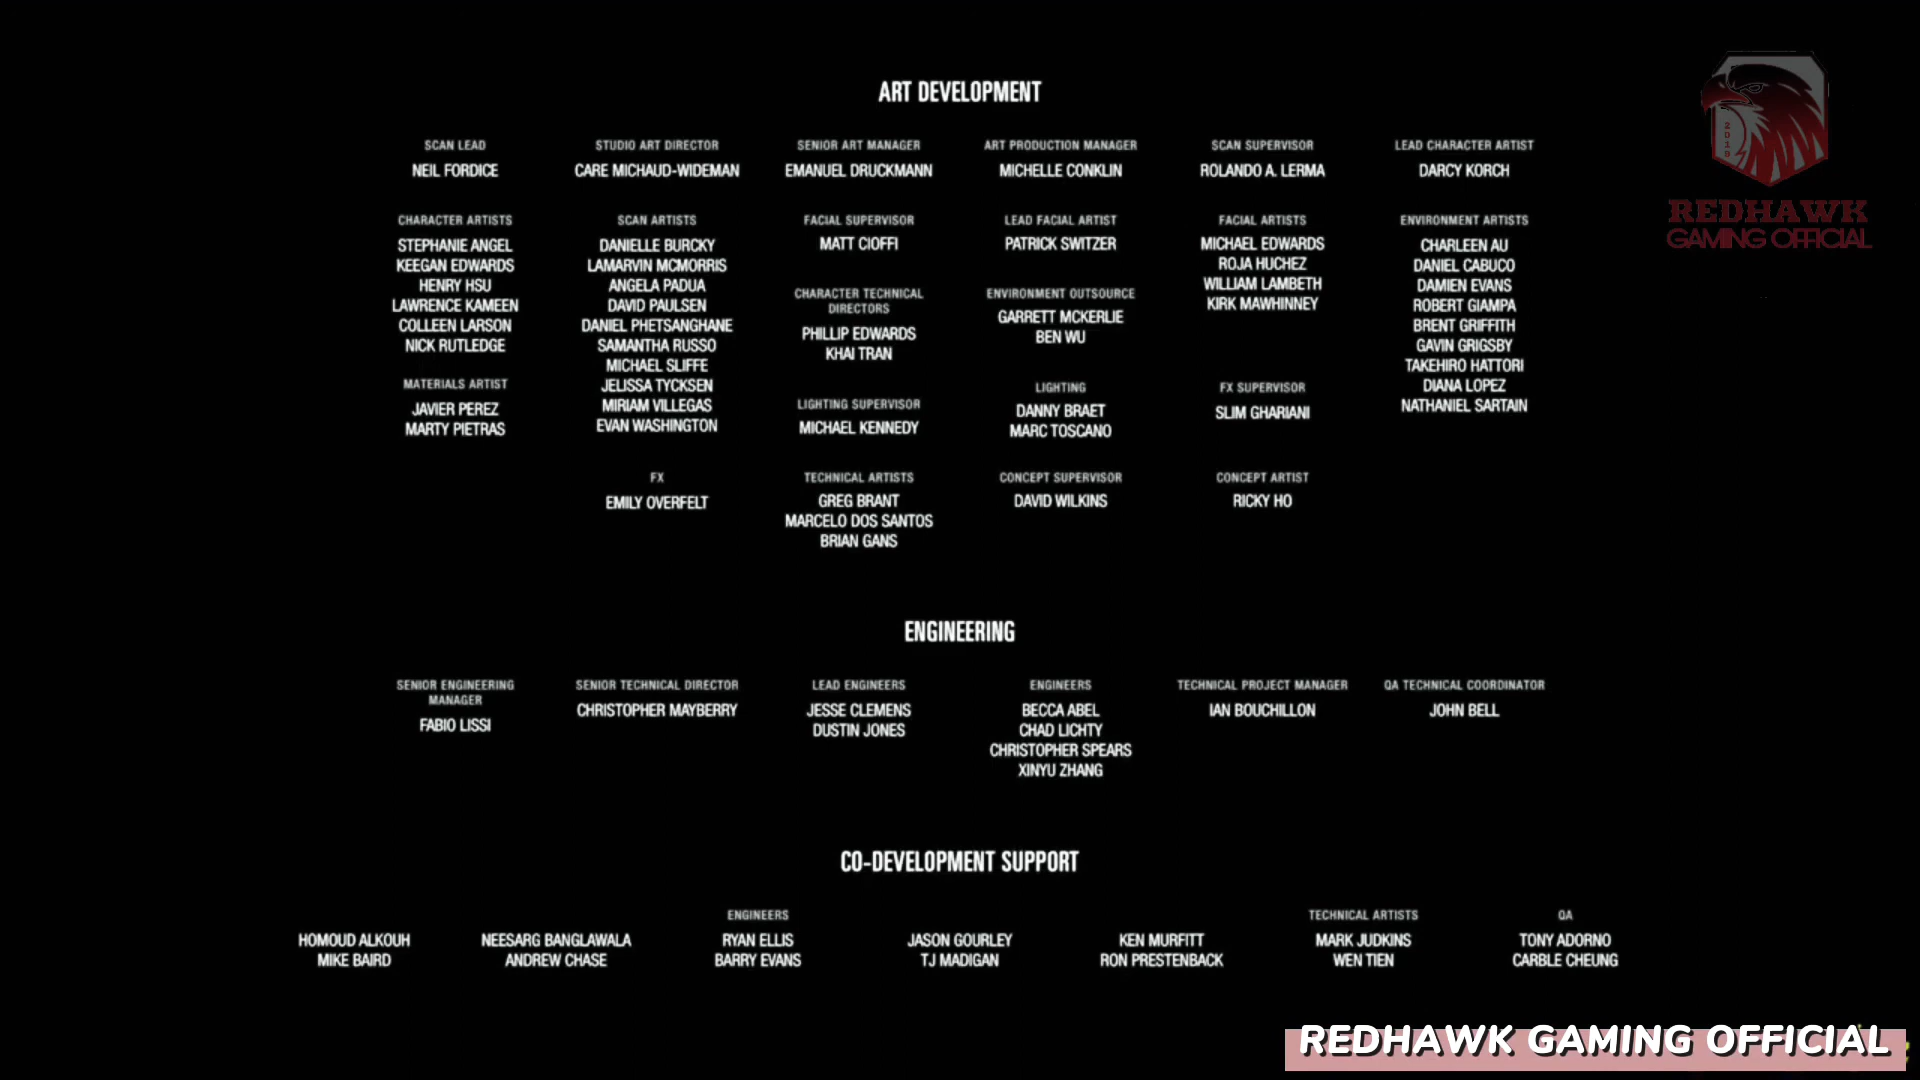 ART DEVELOPMENT
SCAN LEAD
NEIL FORDICE
STUDIO ART DIRECTOR
CARE MICHAUD-WIDEMAN
SENIOR ART MANAGER
EMANUEL DRUCKMANN
ART PRODUCTION MANAGER
MICHELLE CONKLIN
SCAN SUPERVISOR
ROLANDO A. LERMA
LEAD CHARACTER ARTIST
DARCY KORCH
CHARACTER ARTISTS
STEPHANIE ANGEL
KEEGAN EDWARDS
HENRY HSU
LAWRENCE KAMEEN
COLLEEN LARSON
NICK RUTLEDGE
MATERIALS ARTIST
JAVIER PEREZ
MARTY PIETRAS
SCAN ARTISTS
DANIELLE BURCKY
LAMARVIN MCMORRIS
ANGELA PADUA
DAVID PAULSEN
DANIEL PHETSANGHANE
SAMANTHA RUSSO
MICHAEL SLIFFE
JELISSA TYCKSEN
MIRIAM VILLEGAS
EVAN WASHINGTON
FX
EMILY OVERFELT
FACIAL SUPERVISOR
MATT CIOFFI
CHARACTER TECHNICAL
DIRECTORS
PHILLIP EDWARDS
KHAI TRAN
LIGHTING SUPERVISOR
MICHAEL KENNEDY
TECHNICAL ARTISTS
GREG BRANT
MARCELO DOS SANTOS
BRIAN GANS
LEAD FACIAL ARTIST
PATRICK SWITZER
ENVIRONMENT OUTSOURCE
GARRETT MCKERLIE
BEN WU
LIGHTING
DANNY BRAET
MARC TOSCANO
CONCEPT SUPERVISOR
DAVID WILKINS
FACIAL ARTISTS
MICHAEL EDWARDS
ROJA HUCHEZ
WILLIAM LAMBETH
KIRK MAWHINNEY
FX SUPERVISOR
SLIM GHARIANI
CONCEPT ARTIST
RICKY HO
ENVIRONMENT ARTISTS
CHARLEEN AU
DANIEL CABUCO
DAMIEN EVANS
ROBERT GIAMPA
BRENT GRIFFITH
GAVIN GRIGSBY
TAKEHIRO HATTORI
DIANA LOPEZ
NATHANIEL SARTAIN
2019
REDHAWK
GAMING OFFICIAL
ENGINEERING
SENIOR ENGINEERING
MANAGER
FABIO LISSI
SENIOR TECHNICAL DIRECTOR
CHRISTOPHER MAYBERRY
LEAD ENGINEERS
JESSE CLEMENS
DUSTIN JONES
ENGINEERS
BECCA ABEL
CHAD LICHTY
CHRISTOPHER SPEARS
XINYU ZHANG
TECHNICAL PROJECT MANAGER
IAN BOUCHILLON
QA TECHNICAL COORDINATOR
JOHN BELL
CO-DEVELOPMENT SUPPORT
HOMOUD ALKOUH
MIKE BAIRD
NEESARG BANGLAWALA
ANDREW CHASE
ENGINEERS
RYAN ELLIS
BARRY EVANS
JASON GOURLEY
TJ MADIGAN
KEN MURFITT
RON PRESTENBACK
TECHNICAL ARTISTS
MARK JUDKINS
WEN TIEN
QA
TONY ADORNO
CARBLE CHEUNG
REDHAWK GAMING OFFICIAL